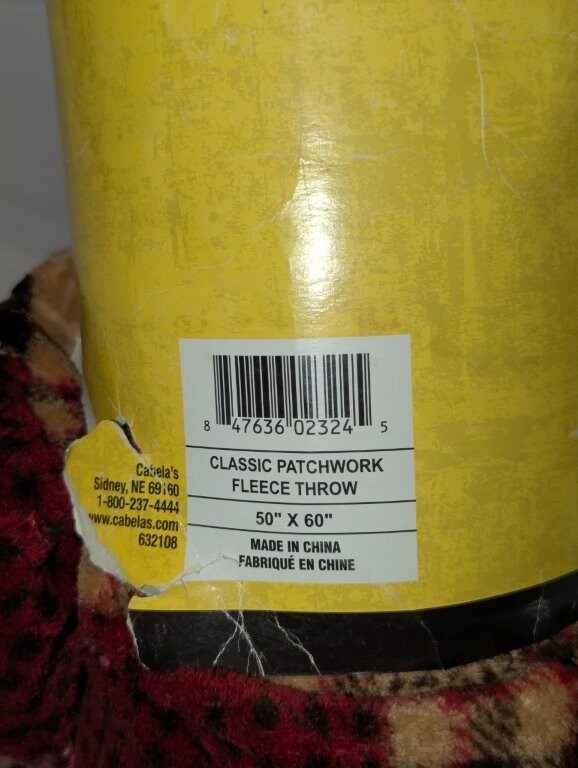 8 47636 02324 5
CLASSIC PATCHWORK
FLEECE THROW
50" X 60"
MADE IN CHINA
FABRIQUÉ EN CHINE
Cabela's
Sidney, NE 69160
1-800-237-4444
www.cabelas.com
632108